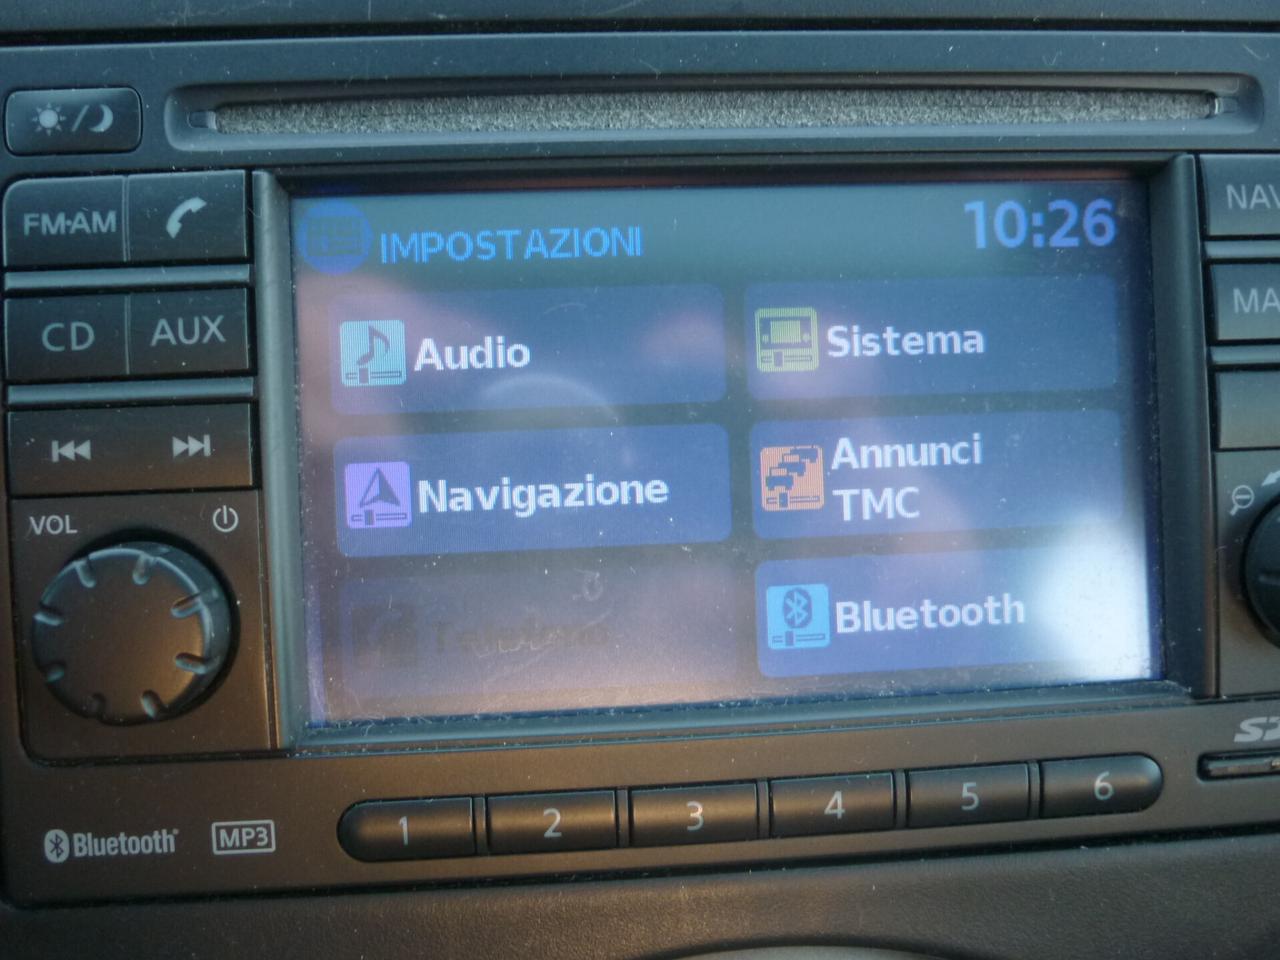 FM·AM
NAV
IMPOSTAZIONI
10:26
CD
AUX
MA
Audio
Sistema
Navigazione
Annunci
TMC
VOL
Telefono
Bluetooth
1
2
3
4
5
6
Bluetooth
MP3